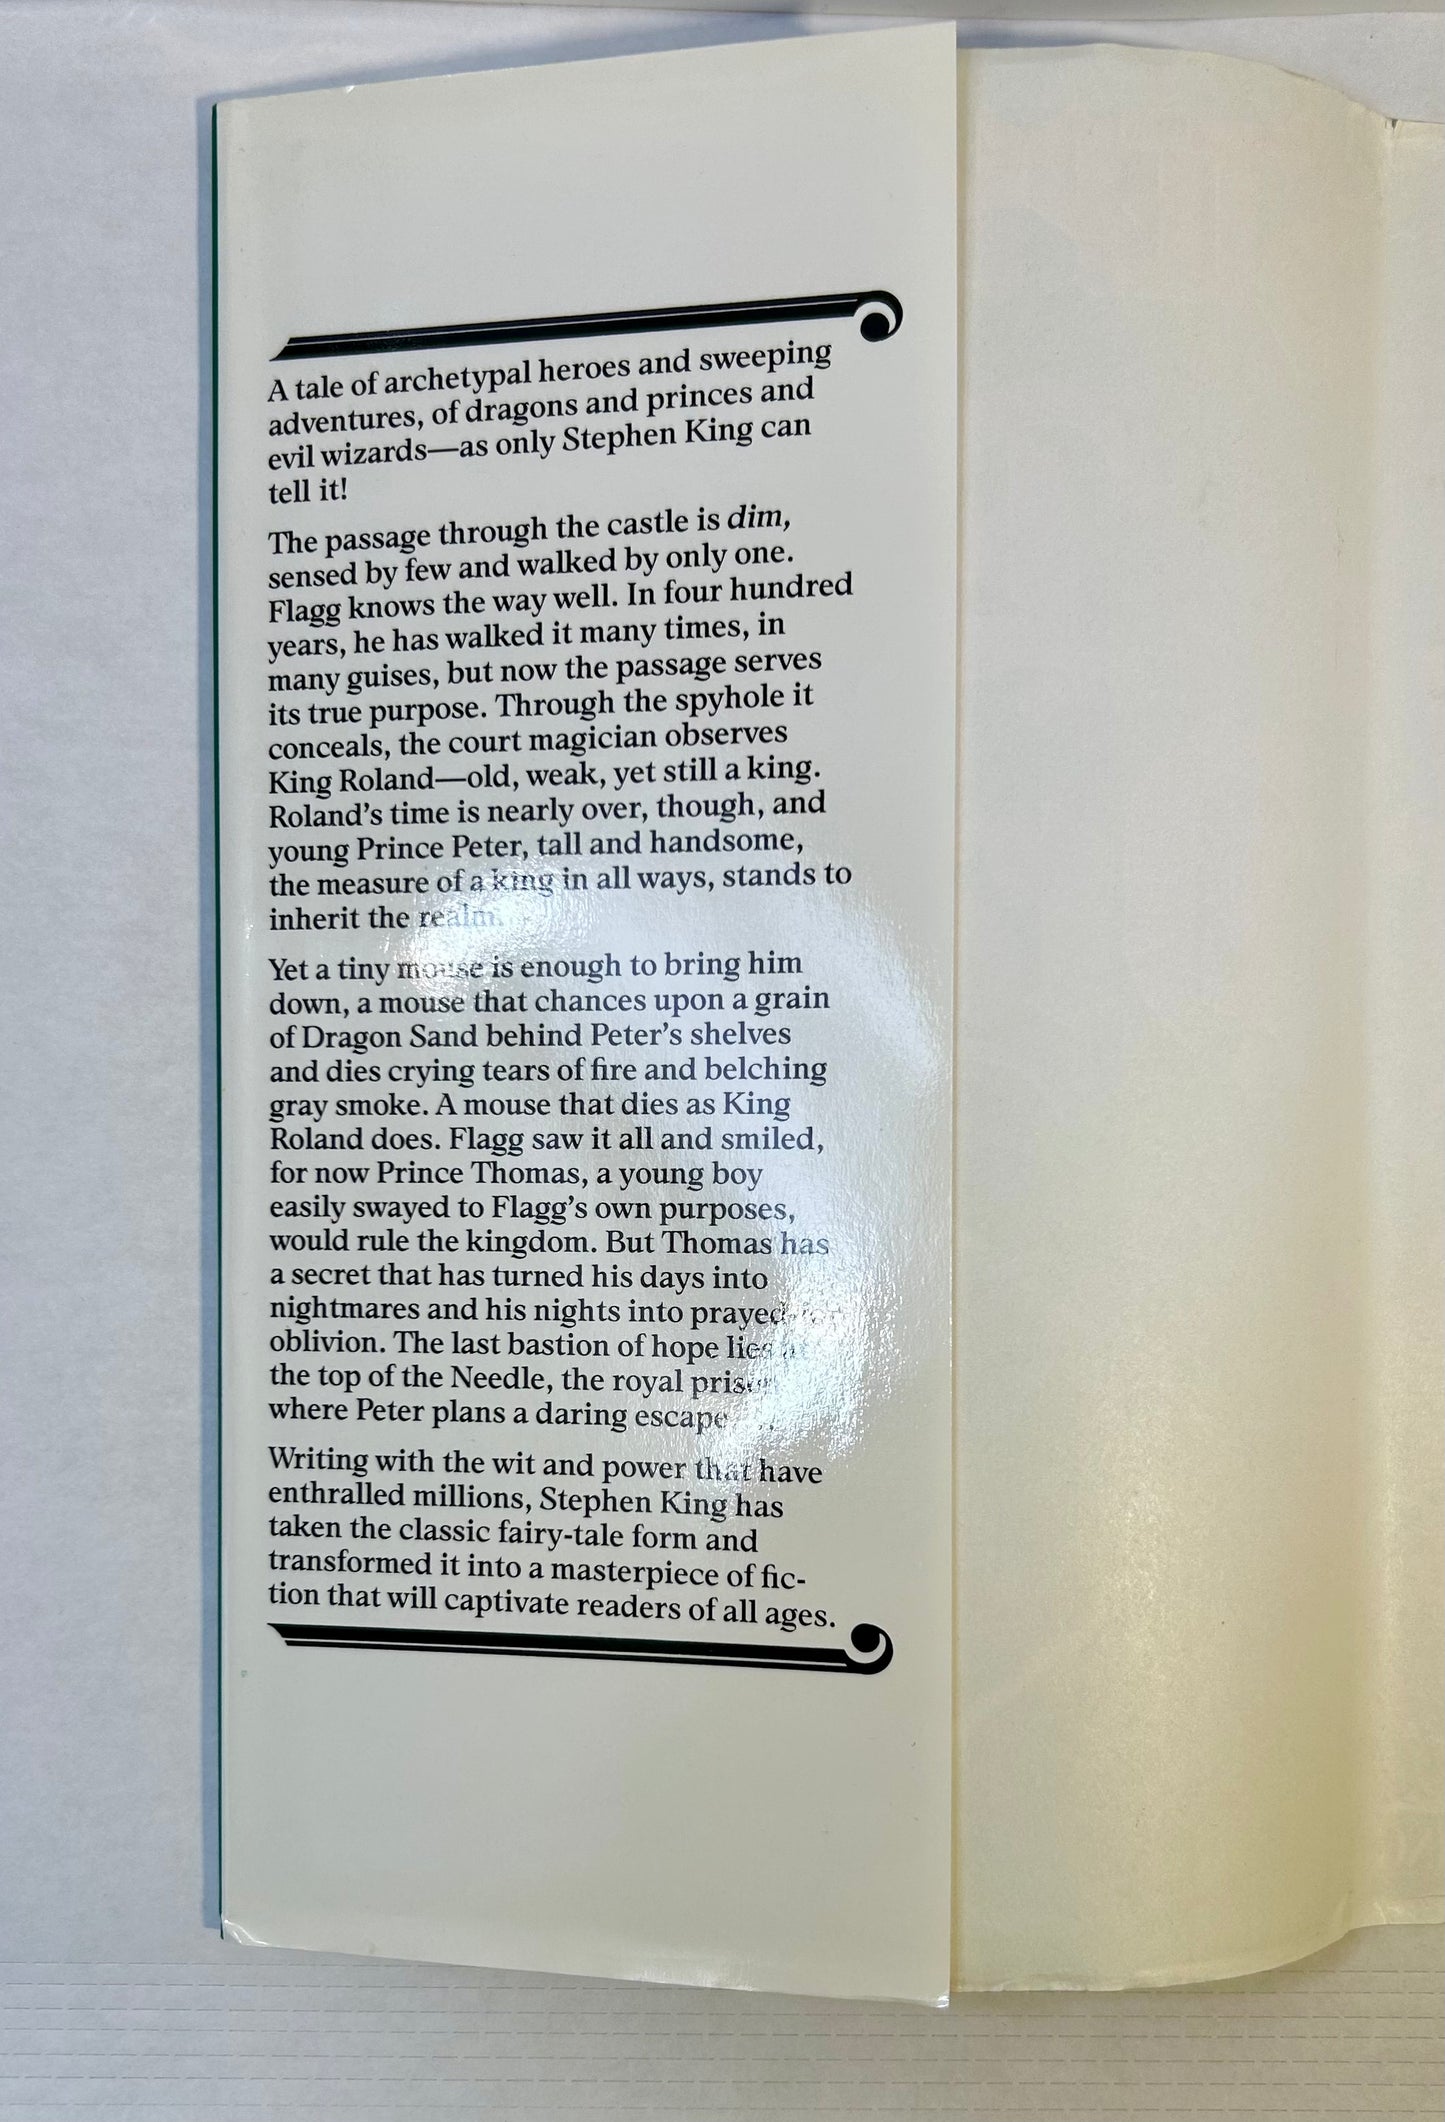 A tale of archetypal heroes and sweeping
adventures, of dragons and princes and
evil wizards—as only Stephen King can
tell it!
The passage through the castle is dim,
sensed by few and walked by only one.
Flagg knows the way well. In four hundred
years, he has walked it many times, in
many guises, but now the passage serves
its true purpose. Through the spyhole it
conceals, the court magician observes
King Roland—old, weak, yet still a king.
Roland's time is nearly over, though, and
young Prince Peter, tall and handsome,
the measure of a king in all ways, stands to
inherit the realm.
Yet a tiny mouse is enough to bring him
down, a mouse that chances upon a grain
of Dragon Sand behind Peter's shelves
and dies crying tears of fire and belching
gray smoke. A mouse that dies as King
Roland does. Flagg saw it all and smiled,
for now Prince Thomas, a young boy
easily swayed to Flagg's own purposes,
would rule the kingdom. But Thomas has
a secret that has turned his days into
nightmares and his nights into prayed-for
oblivion. The last bastion of hope lies at
the top of the Needle, the royal prison
where Peter plans a daring escape
Writing with the wit and power that have
enthralled millions, Stephen King has
taken the classic fairy-tale form and
transformed it into a masterpiece of fic-
tion that will captivate readers of all ages.